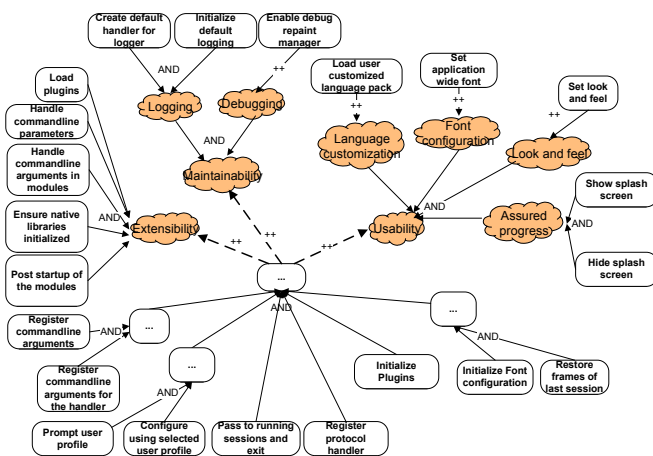 Create default
handler for
logger
Initialize
default
logging
Enable debug
repaint
manager
Load user
customized
language pack
Set
application
wide font
Set look
and feel
AND
++
++
++
++
Load
plugins
Handle
commandline
parameters
Handle
commandline
arguments in
modules
Ensure native
libraries
initialized
Post startup
of the modules
Logging
Debugging
Language
customization
Font
configuration
Look and feel
AND
Maintainability
AND
Extensibility
AND
Usability
Assured
progress
AND
Show splash
screen
Hide splash
screen
++
++
++
...
AND
Register
commandline
arguments
AND
...
Register
commandline
arguments for
the handler
...
AND
Prompt user
profile
Configure
using selected
user profile
Pass to running
sessions and
exit
Register
protocol
handler
Initialize
Plugins
...
AND
Initialize Font
configuration
Restore
frames of
last session